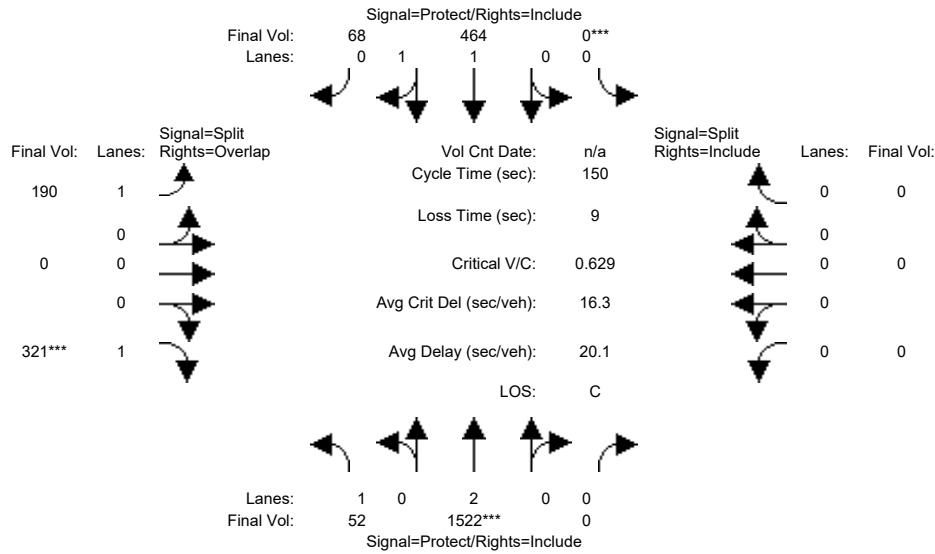 Signal=Protect/Rights=Include
Final Vol: 68 464 0***
Lanes: 0 1 1 0 0
Signal=Split
Final Vol: Lanes: Rights=Overlap
Vol Cnt Date: n/a
Signal=Split
Rights=Include Lanes: Final Vol:
190 1
Cycle Time (sec): 150
0 0
0
Loss Time (sec): 9
0
0 0
Critical V/C: 0.629
0 0
0
Avg Crit Del (sec/veh): 16.3
0
321*** 1
Avg Delay (sec/veh): 20.1
0 0
LOS: C
Lanes: 1 0 2 0 0
Final Vol: 52 1522*** 0
Signal=Protect/Rights=Include